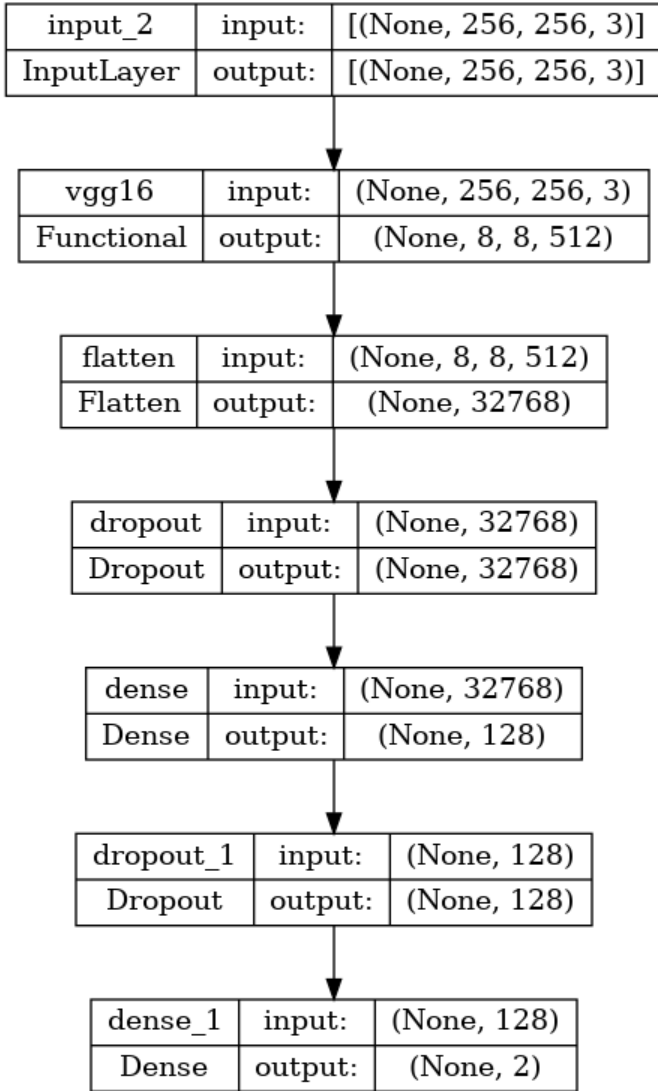 input_2 input: [(None, 256, 256, 3)]
InputLayer output: [(None, 256, 256, 3)]
vgg16 input: (None, 256, 256, 3)
Functional output: (None, 8, 8, 512)
flatten input: (None, 8, 8, 512)
Flatten output: (None, 32768)
dropout input: (None, 32768)
Dropout output: (None, 32768)
dense input: (None, 32768)
Dense output: (None, 128)
dropout_1 input: (None, 128)
Dropout output: (None, 128)
dense_1 input: (None, 128)
Dense output: (None, 2)